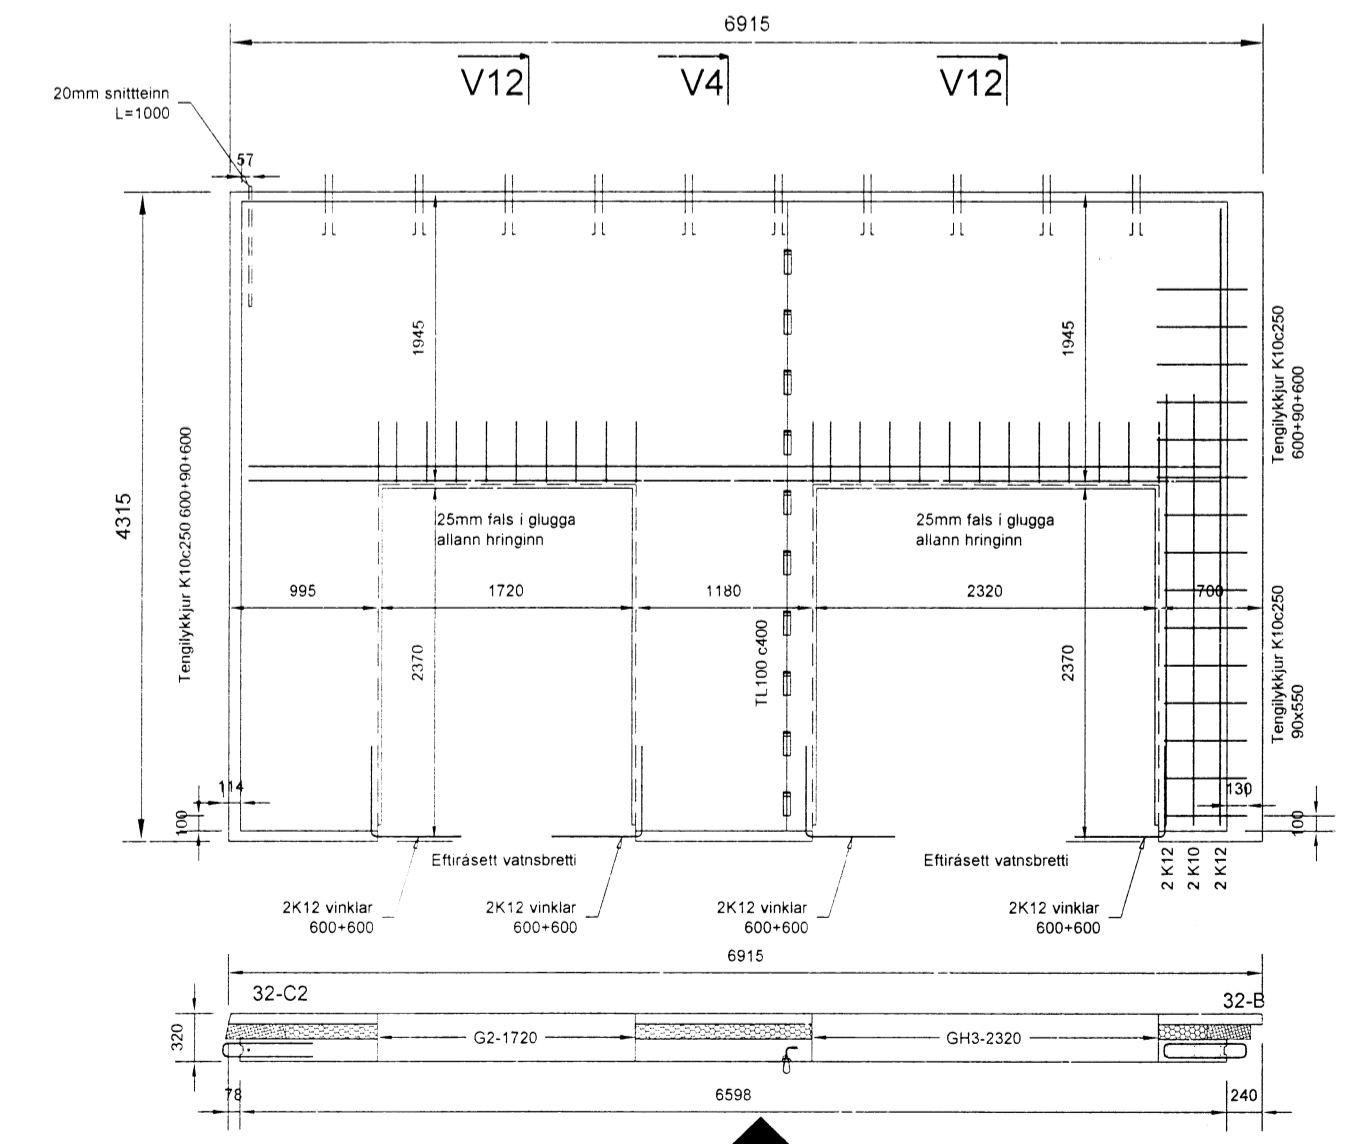 6915
V12
V4
V12
20mm snittteinn
L=1000
57
4315
1945
1945
Tengilykkjur K10c250 600+90+600
Tengilykkjur K10c250
600+90+600
25mm fals í glugga
allann hringinn
25mm fals í glugga
allann hringinn
995
1720
1180
2320
700
2370
TL100 c400
2370
Tengilykkjur K10c250
90x550
114
100
130
100
Eftirásett vatnsbretti
Eftirásett vatnsbretti
2 K12
2 K10
2 K12
2K12 vinklar
600+600
2K12 vinklar
600+600
2K12 vinklar
600+600
2K12 vinklar
600+600
6915
32-C2
32-B
320
G2-1720
GH3-2320
78
6598
240